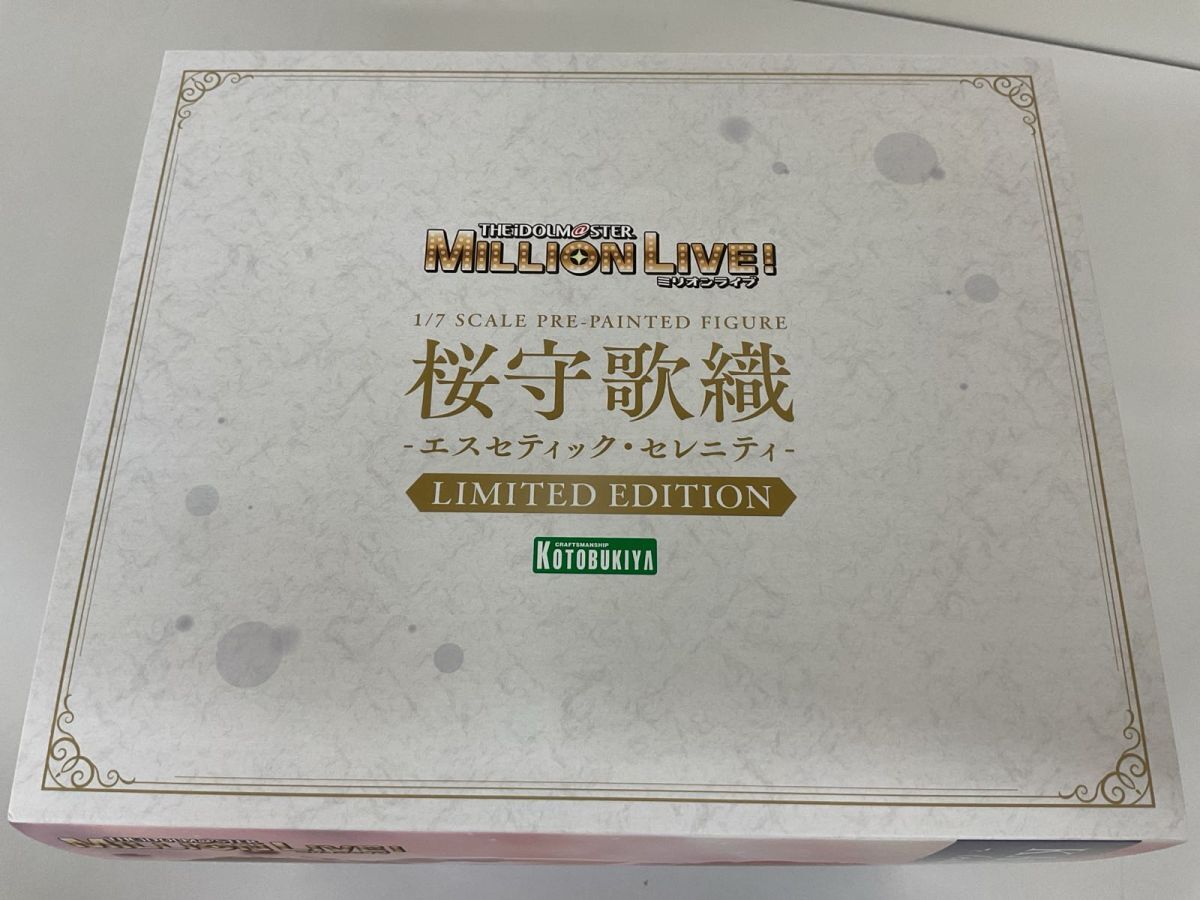 THE iDOLM@STER
MILLION LIVE!
ミリオンライブ
1/7 SCALE PRE-PAINTED FIGURE
桜守歌織
-エスセティック・セレニティ-
LIMITED EDITION
CRAFTSMANSHIP
KOTOBUKIYA
MILLION LIVE!